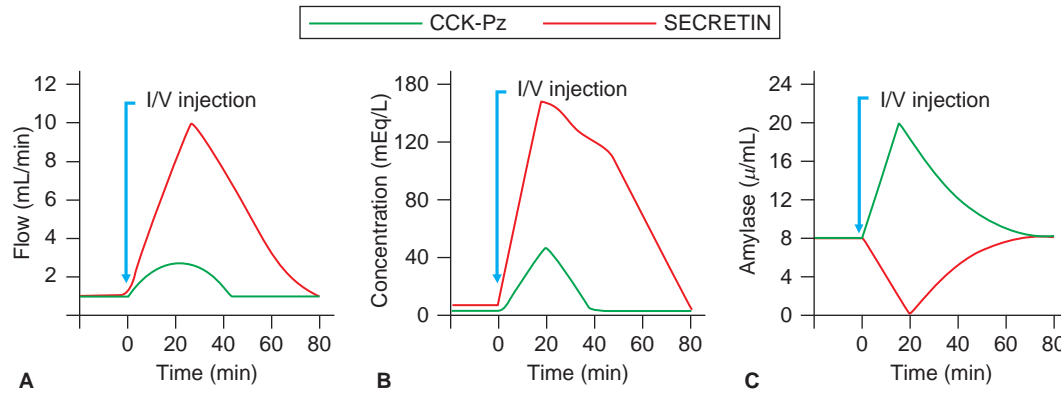 CCK-Pz SECRETIN
Flow (mL/min)
12
10
8
6
4
2
I/V injection
0 20 40 60 80
Time (min)
A
Concentration (mEq/L)
180
120
80
40
0
I/V injection
0 20 40 60 80
Time (min)
B
Amylase (μ/mL)
24
20
16
12
8
4
0
I/V injection
0 20 40 60 80
Time (min)
C